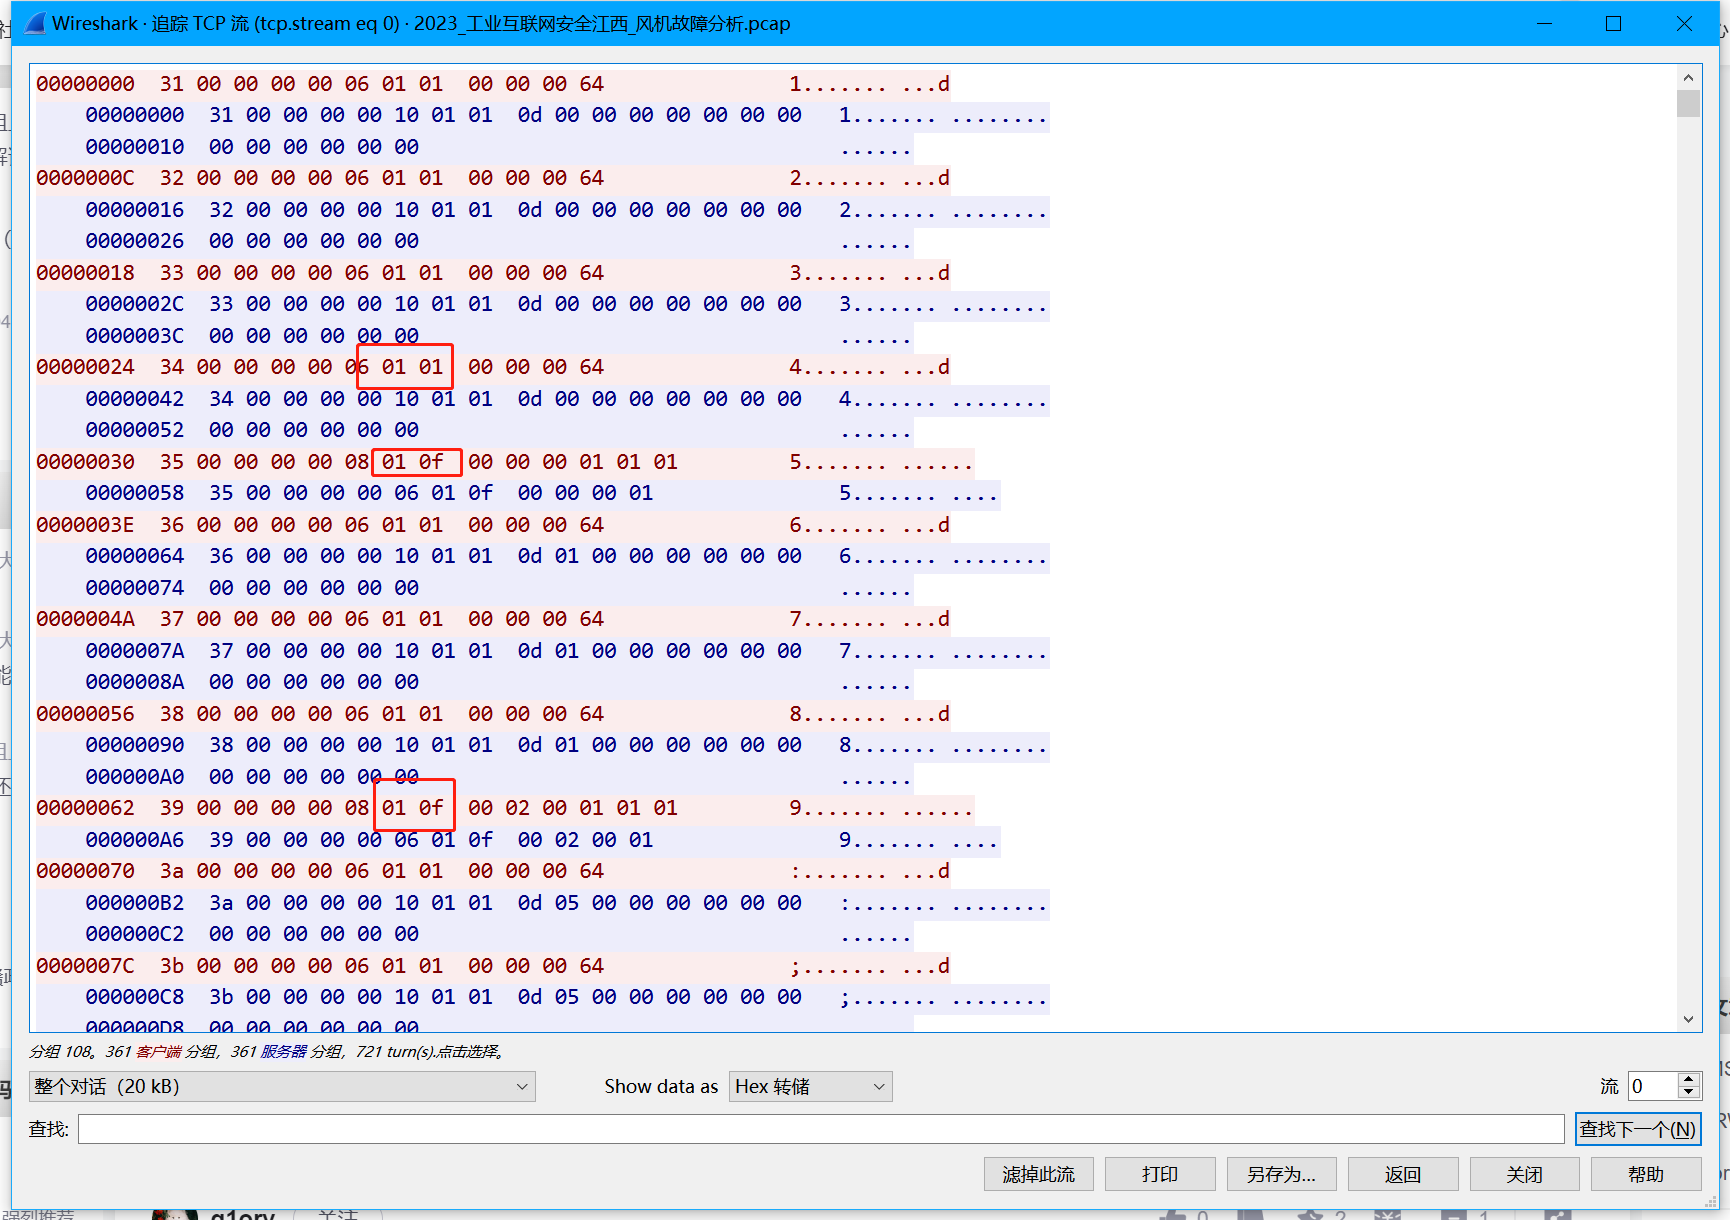 Wireshark · 追踪 TCP 流 (tcp.stream eq 0) · 2023_工业互联网安全江西_风机故障分析.pcap
00000000  31 00 00 00 00 06 01 01  00 00 00 64   1....... ...d
00000000  31 00 00 00 00 10 01 01  0d 00 00 00 00 00 00 00   1....... ........
00000010  00 00 00 00 00 00   ......
0000000C  32 00 00 00 00 06 01 01  00 00 00 64   2....... ...d
00000016  32 00 00 00 00 10 01 01  0d 00 00 00 00 00 00 00   2....... ........
00000026  00 00 00 00 00 00   ......
00000018  33 00 00 00 00 06 01 01  00 00 00 64   3....... ...d
0000002C  33 00 00 00 00 10 01 01  0d 00 00 00 00 00 00 00   3....... ........
0000003C  00 00 00 00 00 00   ......
00000024  34 00 00 00 00 06 01 01  00 00 00 64   4....... ...d
00000042  34 00 00 00 00 10 01 01  0d 00 00 00 00 00 00 00   4....... ........
00000052  00 00 00 00 00 00   ......
00000030  35 00 00 00 00 08 01 0f  00 00 00 01 01 01   5....... ......
00000058  35 00 00 00 00 06 01 0f  00 00 00 01   5....... ....
0000003E  36 00 00 00 00 06 01 01  00 00 00 64   6....... ...d
00000064  36 00 00 00 00 10 01 01  0d 01 00 00 00 00 00 00   6....... ........
00000074  00 00 00 00 00 00   ......
0000004A  37 00 00 00 00 06 01 01  00 00 00 64   7....... ...d
0000007A  37 00 00 00 00 10 01 01  0d 01 00 00 00 00 00 00   7....... ........
0000008A  00 00 00 00 00 00   ......
00000056  38 00 00 00 00 06 01 01  00 00 00 64   8....... ...d
00000090  38 00 00 00 00 10 01 01  0d 01 00 00 00 00 00 00   8....... ........
000000A0  00 00 00 00 00 00   ......
00000062  39 00 00 00 00 08 01 0f  00 02 00 01 01 01   9....... ......
000000A6  39 00 00 00 00 06 01 0f  00 02 00 01   9....... ....
00000070  3a 00 00 00 00 06 01 01  00 00 00 64   :....... ...d
000000B2  3a 00 00 00 00 10 01 01  0d 05 00 00 00 00 00 00   :....... ........
000000C2  00 00 00 00 00 00   ......
0000007C  3b 00 00 00 00 06 01 01  00 00 00 64   ;....... ...d
000000C8  3b 00 00 00 00 10 01 01  0d 05 00 00 00 00 00 00   ;....... ........
000000D8  00 00 00 00 00 00
分组 108。361 客户端 分组，361 服务器 分组，721 turn(s).点击选择。
整个对话（20 kB） Show data as Hex 转储 流 0
查找: 查找下一个(N)
滤掉此流 打印 另存为... 返回 关闭 帮助
强烈推荐 g1ory 关注 0 2 1